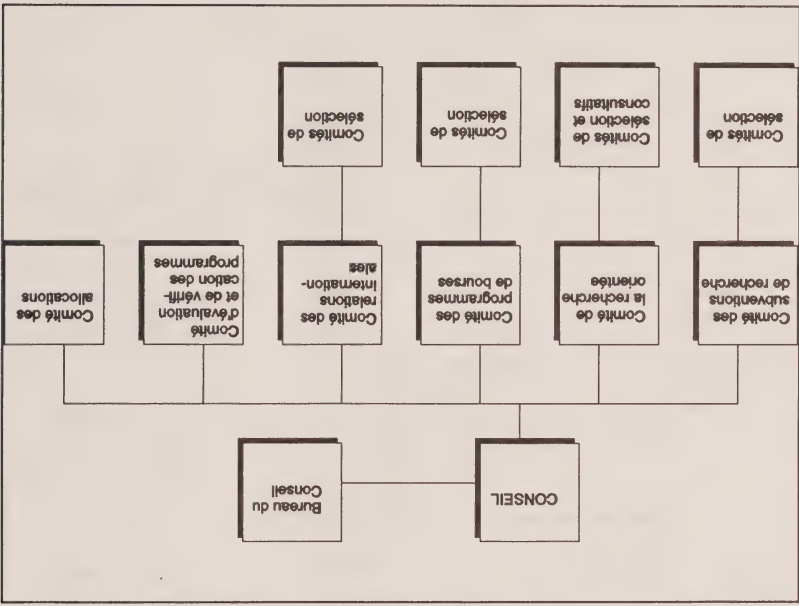 CONSEIL
Bureau du
Conseil
Comité des
subventions
de recherche
Comité de
la recherche
orientée
Comité des
programmes
de bourses
Comité des
relations
internation-
ales
Comité
d'évaluation
et de vérifi-
cation des
programmes
Comité des
allocations
Comités de
sélection
Comités de
sélection et
consultatifs
Comités de
sélection
Comités de
sélection